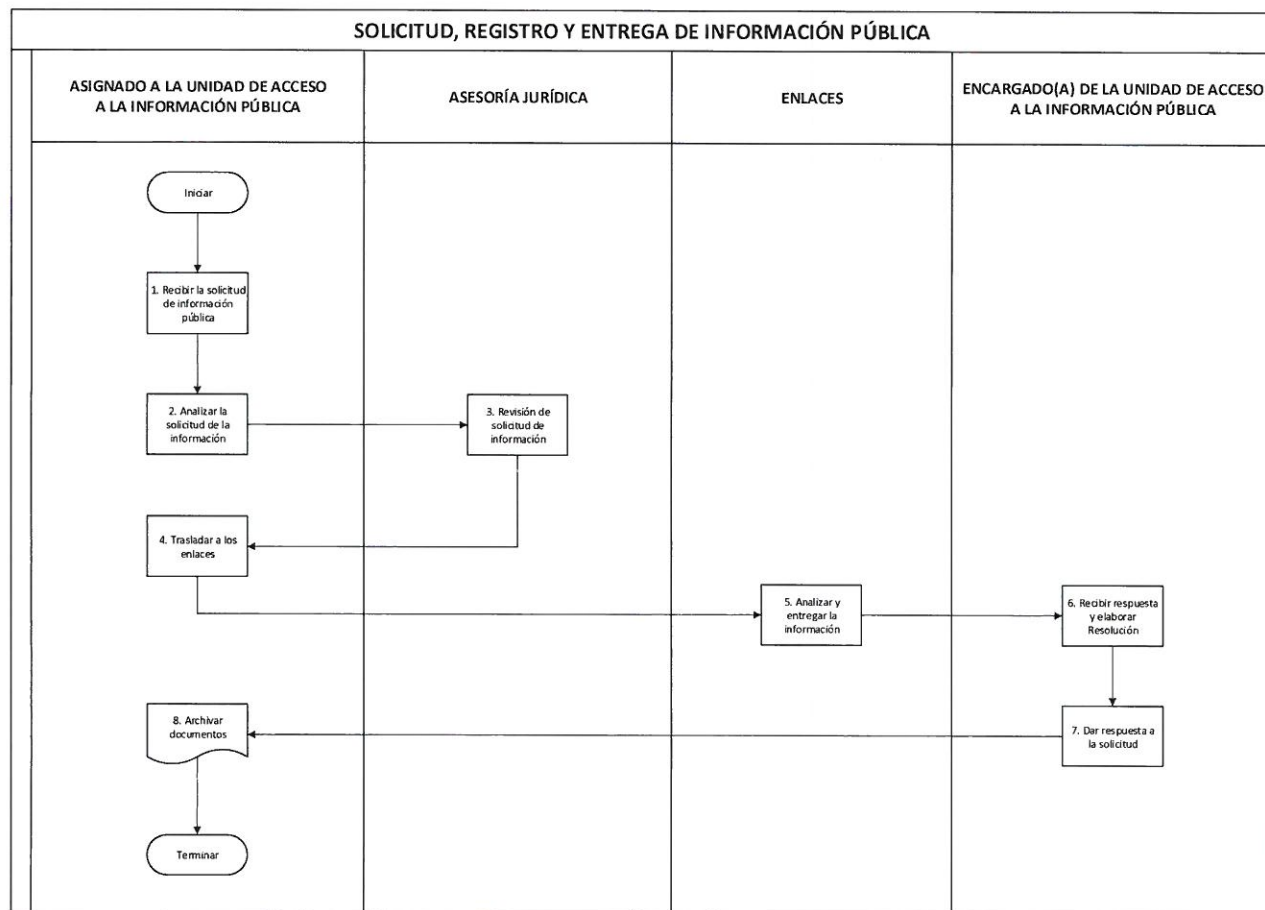 SOLICITUD, REGISTRO Y ENTREGA DE INFORMACIÓN PÚBLICA
ASIGNADO A LA UNIDAD DE ACCESO
A LA INFORMACIÓN PÚBLICA
ASESORÍA JURÍDICA
ENLACES
ENCARGADO(A) DE LA UNIDAD DE ACCESO
A LA INFORMACIÓN PÚBLICA
Iniciar
1. Recibir la solicitud
de información
pública
2. Analizar la
solicitud de la
información
3. Revisión de
solicitud de
información
4. Trasladar a los
enlaces
5. Analizar y
entregar la
información
6. Recibir respuesta
y elaborar
Resolución
7. Dar respuesta a
la solicitud
8. Archivar
documentos
Terminar